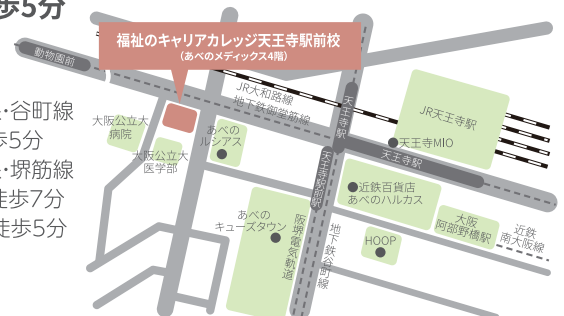 歩5分
・谷町線
歩5分
・堺筋線
徒歩7分
徒歩5分
福祉のキャリアカレッジ天王寺駅前校
（あべのメディックス4階）
動物園前
JR大和路線
地下鉄御堂筋線
天王寺駅
JR天王寺駅
天王寺MIO
天王寺駅
大阪公立大
病院
大阪公立大
医学部
あべの
ルシアス
天王寺駅前駅
近鉄百貨店
あべのハルカス
あべの
キューズタウン
阪堺電気軌道
地下鉄谷町線
HOOP
大阪
阿部野橋駅
近鉄
南大阪線